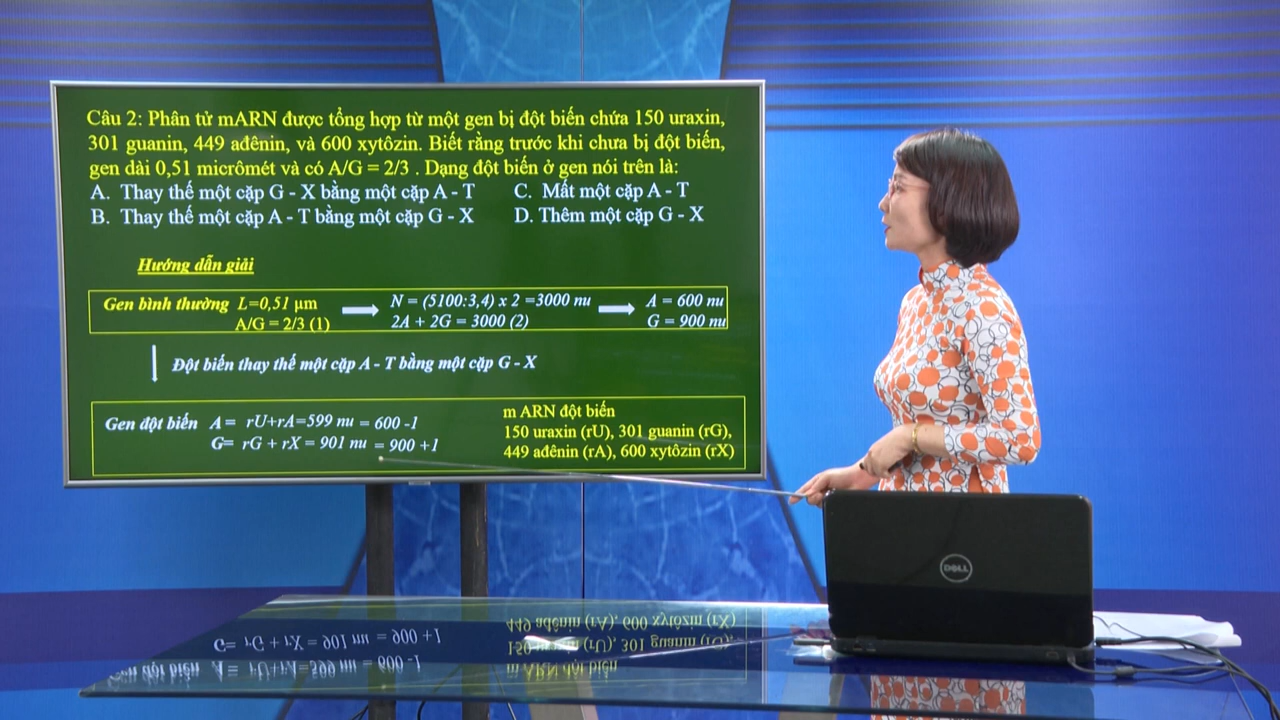 Câu 2: Phân tử mARN được tổng hợp từ một gen bị đột biến chứa 150 uraxin,
301 guanin, 449 ađênin, và 600 xytôzin. Biết rằng trước khi chưa bị đột biến,
gen dài 0,51 micrômét và có A/G = 2/3 . Dạng đột biến ở gen nói trên là:
A. Thay thế một cặp G - X bằng một cặp A - T C. Mất một cặp A - T
B. Thay thế một cặp A - T bằng một cặp G - X D. Thêm một cặp G - X
Hướng dẫn giải
Gen bình thường L=0,51 µm N = (5100:3,4) x 2 =3000 nu A = 600 nu
A/G = 2/3 (1) 2A + 2G = 3000 (2) G = 900 nu
Đột biến thay thế một cặp A - T bằng một cặp G - X
Gen đột biến A = rU+rA=599 nu = 600 -1
G= rG + rX = 901 nu = 900 +1
m ARN đột biến
150 uraxin (rU), 301 guanin (rG),
449 ađênin (rA), 600 xytôzin (rX)
DELL